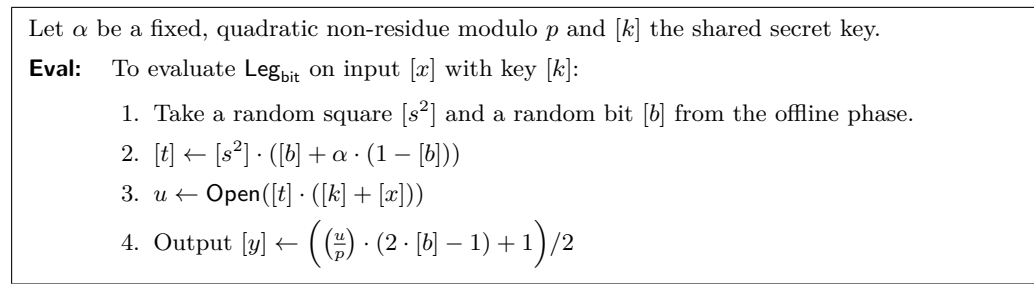 Let α be a fixed, quadratic non-residue modulo p and [k] the shared secret key.
Eval: To evaluate Leg_bit on input [x] with key [k]:
1. Take a random square [s²] and a random bit [b] from the offline phase.
2. [t] ← [s²] · ([b] + α · (1 − [b]))
3. u ← Open([t] · ([k] + [x]))
4. Output [y] ← ((u/p) · (2 · [b] − 1) + 1)/2